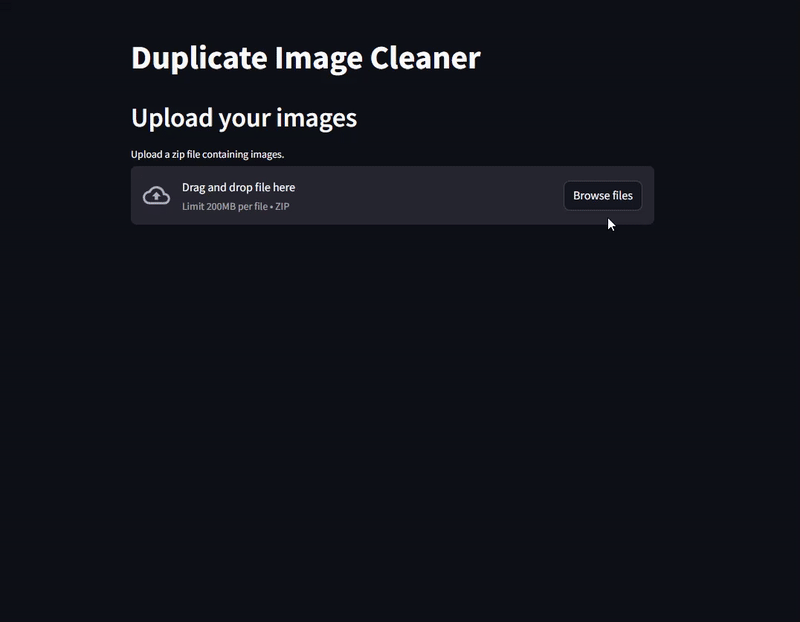 Duplicate Image Cleaner
Upload your images
Upload a zip file containing images.
Drag and drop file here
Limit 200MB per file • ZIP
Browse files